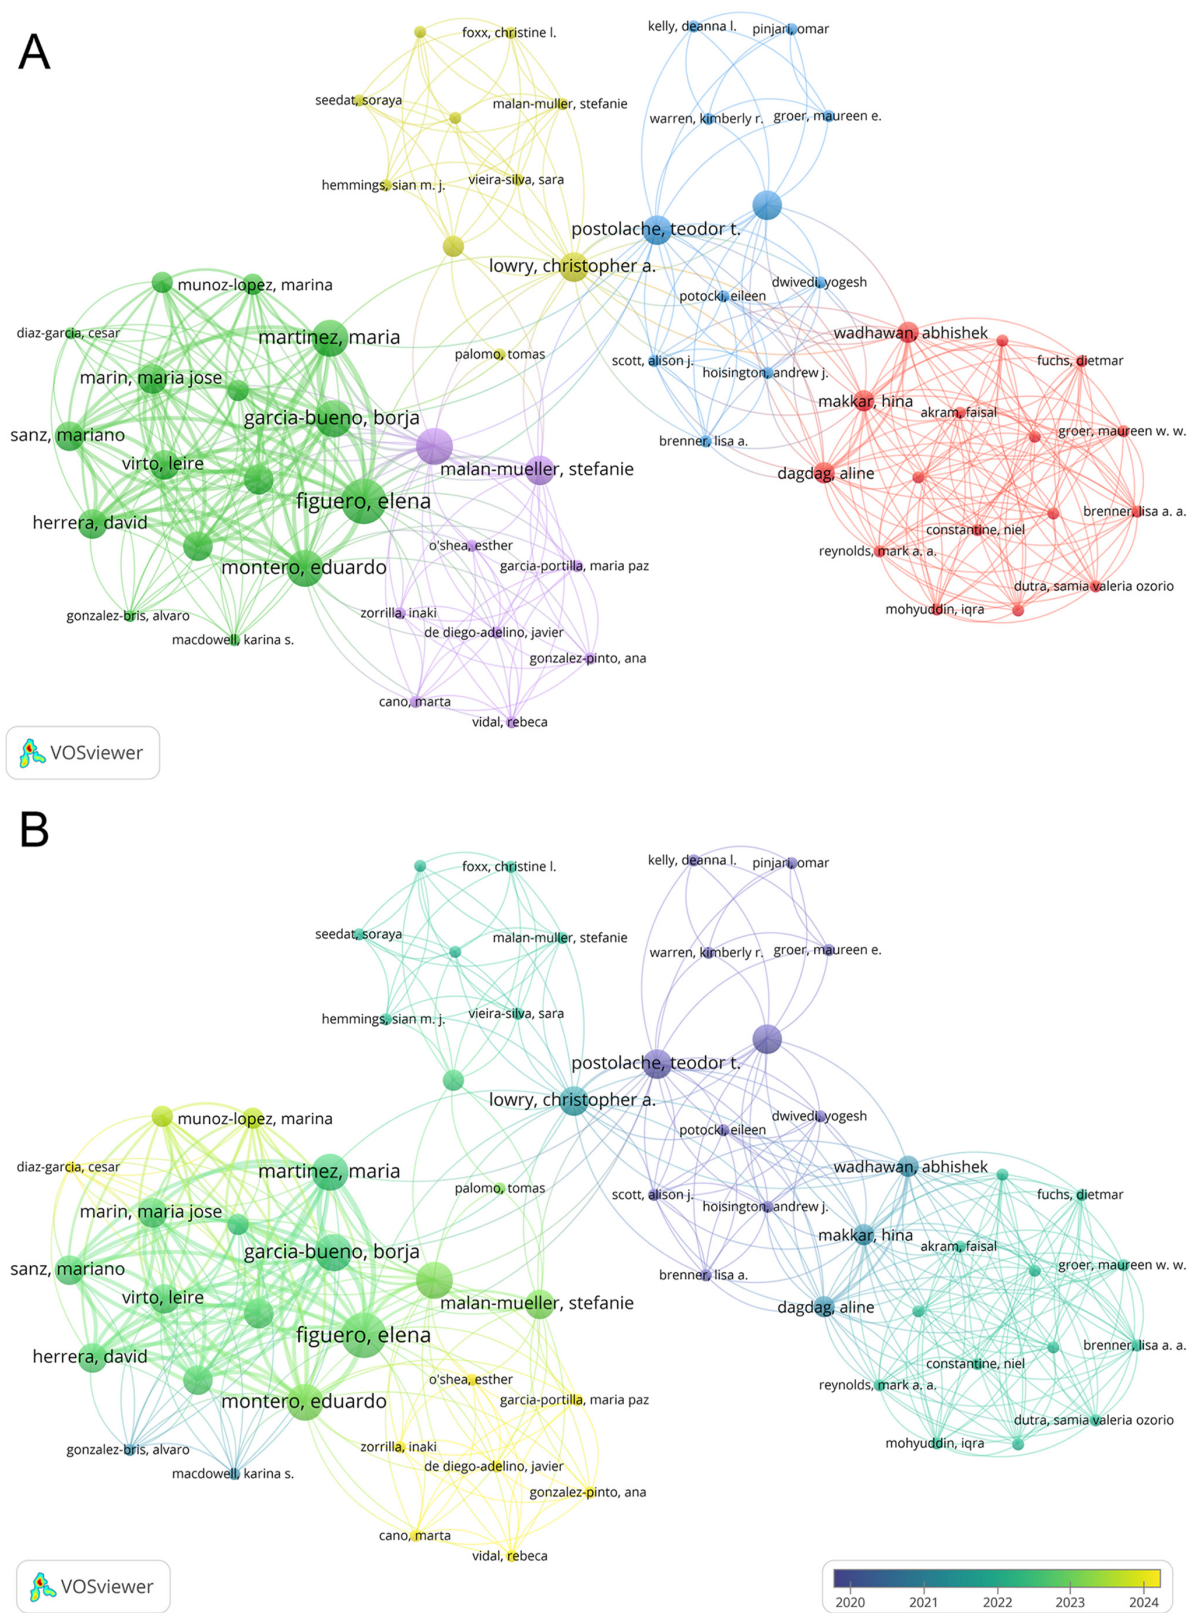 A
kelly, deanna l.
pinjari, omar
foxx, christine l.
seedat, soraya
malan-muller, stefanie
warren, kimberly r.
groer, maureen e.
hemmings, sian m. j.
vieira-silva, sara
postolache, teodor t.
lowry, christopher a.
munoz-lopez, marina
dwivedi, yogesh
potocki, eileen
diaz-garcia, cesar
martinez, maria
wadhawan, abhishek
palomo, tomas
scott, alison j.
fuchs, dietmar
marin, maria jose
hoisington, andrew j.
makkar, hina
akram, faisal
garcia-bueno, borja
sanz, mariano
brenner, lisa a.
groer, maureen w. w.
virto, leire
malan-mueller, stefanie
dagdag, aline
figuero, elena
herrera, david
brenner, lisa a. a.
constantine, niel
o'shea, esther
reynolds, mark a. a.
montero, eduardo
garcia-portilla, maria paz
dutra, samia valeria ozorio
gonzalez-bris, alvaro
zorrilla, inaki
mohyuddin, iqra
macdowell, karina s.
de diego-adelino, javier
gonzalez-pinto, ana
cano, marta
vidal, rebeca
VOSviewer
B
kelly, deanna l.
pinjari, omar
foxx, christine l.
seedat, soraya
malan-muller, stefanie
warren, kimberly r.
groer, maureen e.
hemmings, sian m. j.
vieira-silva, sara
postolache, teodor t.
lowry, christopher a.
munoz-lopez, marina
dwivedi, yogesh
potocki, eileen
diaz-garcia, cesar
martinez, maria
wadhawan, abhishek
palomo, tomas
scott, alison j.
fuchs, dietmar
marin, maria jose
hoisington, andrew j.
makkar, hina
akram, faisal
garcia-bueno, borja
sanz, mariano
brenner, lisa a.
groer, maureen w. w.
virto, leire
malan-mueller, stefanie
dagdag, aline
figuero, elena
herrera, david
brenner, lisa a. a.
constantine, niel
o'shea, esther
reynolds, mark a. a.
montero, eduardo
garcia-portilla, maria paz
dutra, samia valeria ozorio
gonzalez-bris, alvaro
zorrilla, inaki
mohyuddin, iqra
macdowell, karina s.
de diego-adelino, javier
gonzalez-pinto, ana
cano, marta
vidal, rebeca
VOSviewer
2020 2021 2022 2023 2024